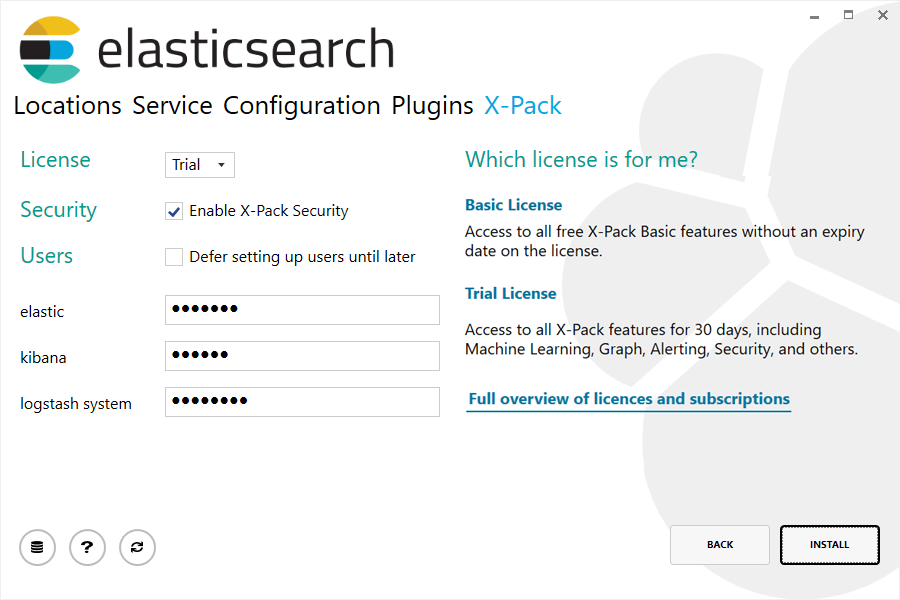 elasticsearch
Locations Service Configuration Plugins X-Pack
License
Trial
Security
Enable X-Pack Security
Users
Defer setting up users until later
elastic
●●●●●●●
kibana
●●●●●●
logstash system
●●●●●●●●
Which license is for me?
Basic License
Access to all free X-Pack Basic features without an expiry
date on the license.
Trial License
Access to all X-Pack features for 30 days, including
Machine Learning, Graph, Alerting, Security, and others.
Full overview of licences and subscriptions
?
BACK
INSTALL